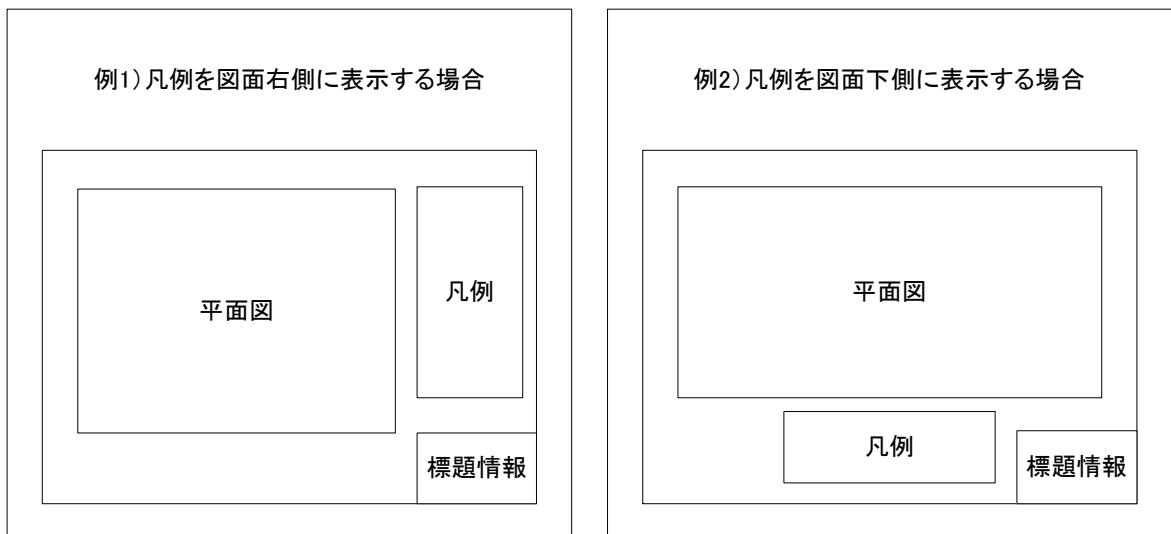 例1)凡例を図面右側に表示する場合
平面図
凡例
標題情報
例2)凡例を図面下側に表示する場合
平面図
凡例
標題情報